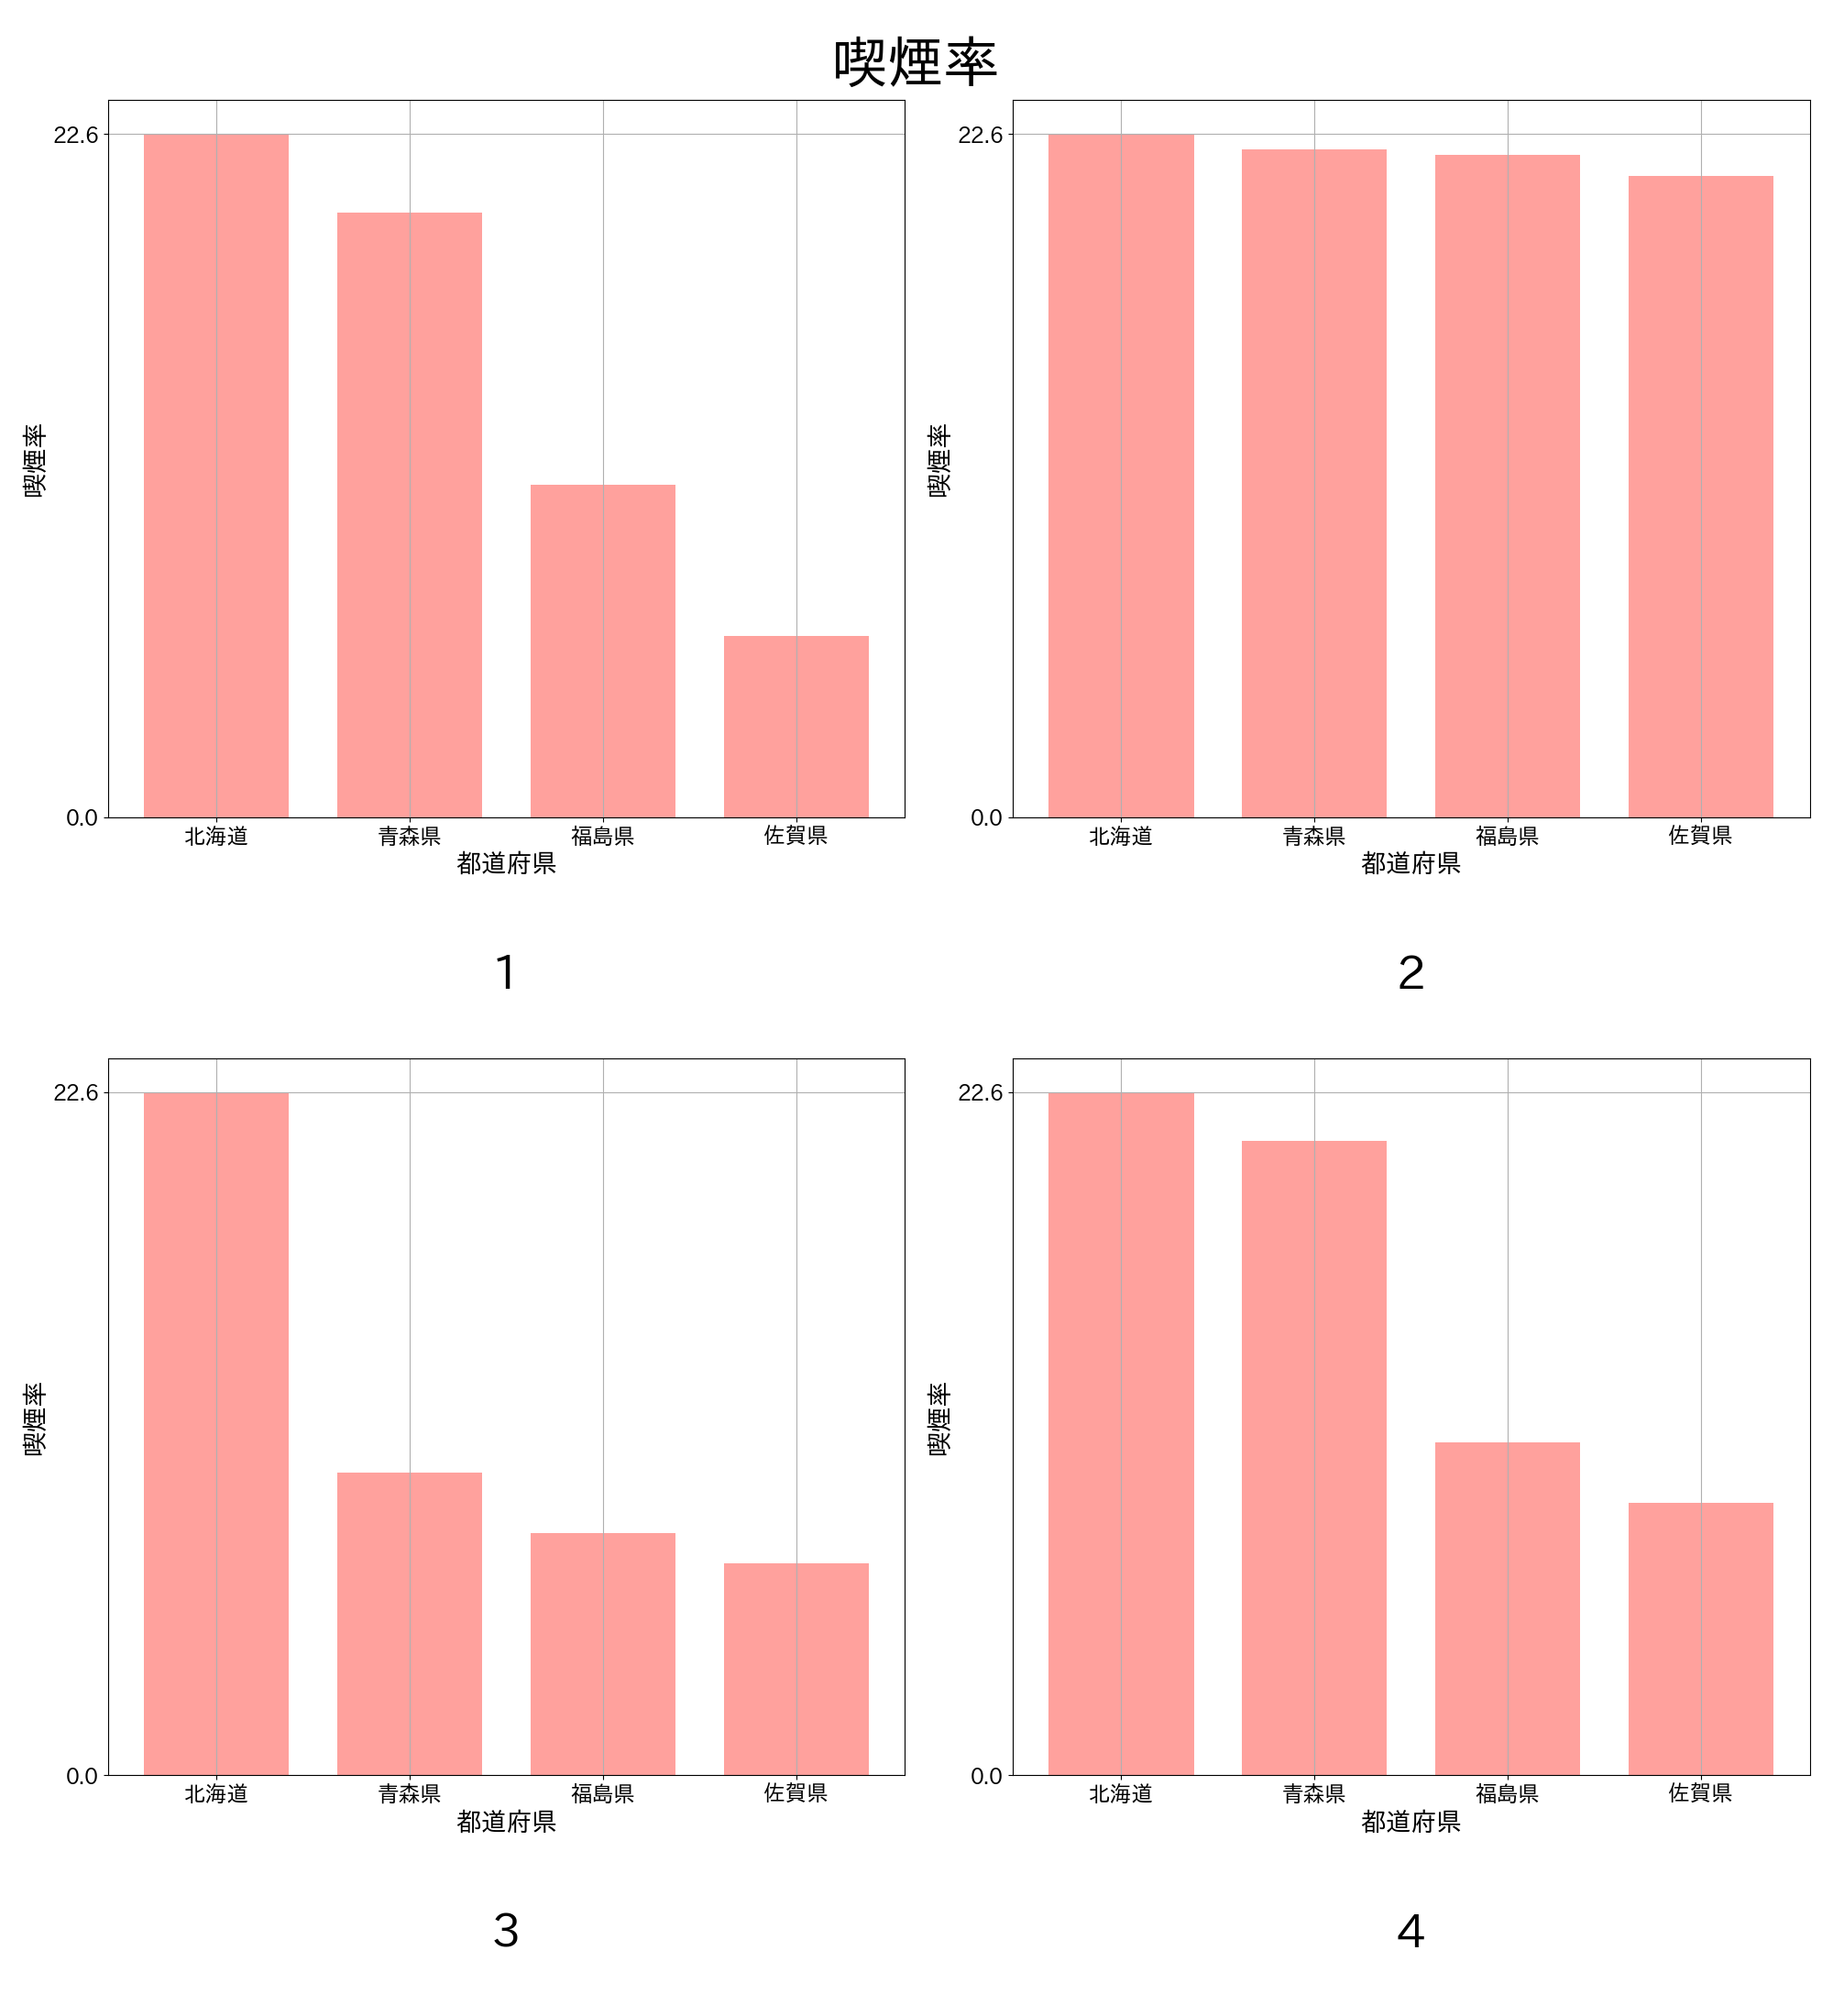 喫煙率
22.6
0.0
喫煙率
北海道 青森県 福島県 佐賀県
都道府県
1
22.6
0.0
喫煙率
北海道 青森県 福島県 佐賀県
都道府県
2
22.6
0.0
喫煙率
北海道 青森県 福島県 佐賀県
都道府県
3
22.6
0.0
喫煙率
北海道 青森県 福島県 佐賀県
都道府県
4